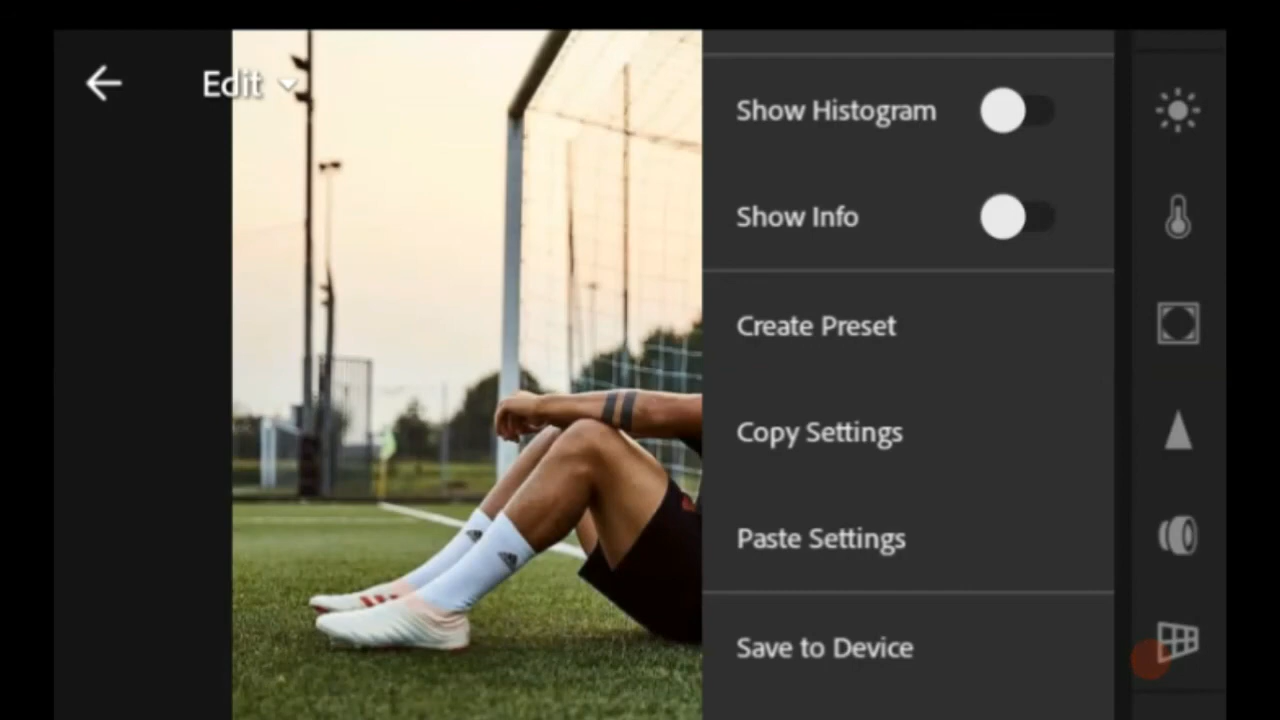 Edit
Show Histogram
Show Info
Create Preset
Copy Settings
Paste Settings
Save to Device